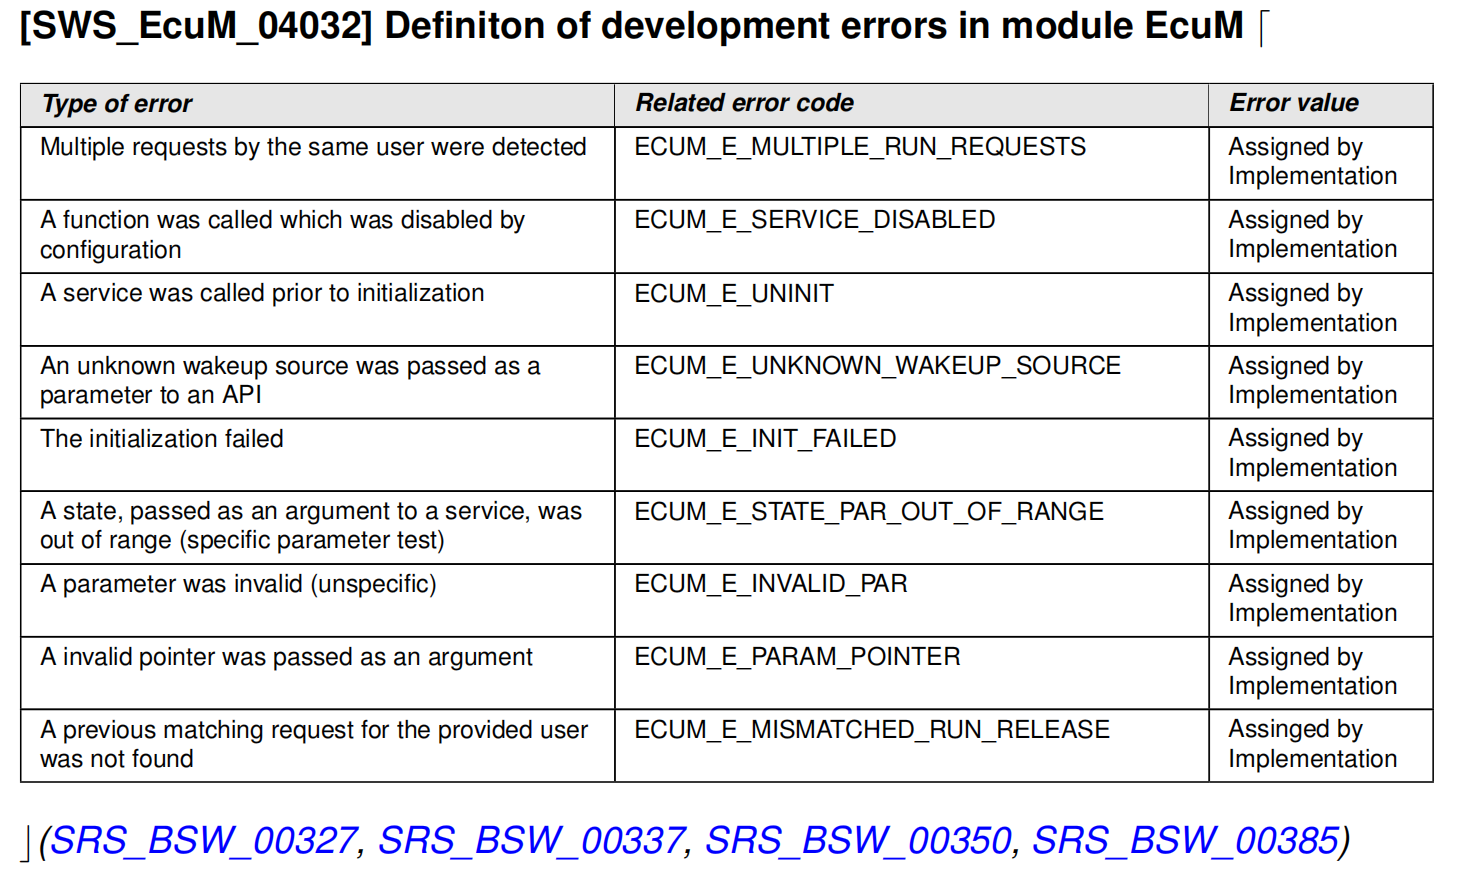 [SWS_EcuM_04032] Definiton of development errors in module EcuM ⌈
Type of error Related error code Error value
Multiple requests by the same user were detected ECUM_E_MULTIPLE_RUN_REQUESTS Assigned by
Implementation
A function was called which was disabled by ECUM_E_SERVICE_DISABLED Assigned by
configuration Implementation
A service was called prior to initialization ECUM_E_UNINIT Assigned by
Implementation
An unknown wakeup source was passed as a ECUM_E_UNKNOWN_WAKEUP_SOURCE Assigned by
parameter to an API Implementation
The initialization failed ECUM_E_INIT_FAILED Assigned by
Implementation
A state, passed as an argument to a service, was ECUM_E_STATE_PAR_OUT_OF_RANGE Assigned by
out of range (specific parameter test) Implementation
A parameter was invalid (unspecific) ECUM_E_INVALID_PAR Assigned by
Implementation
A invalid pointer was passed as an argument ECUM_E_PARAM_POINTER Assigned by
Implementation
A previous matching request for the provided user ECUM_E_MISMATCHED_RUN_RELEASE Assinged by
was not found Implementation
⌋(SRS_BSW_00327, SRS_BSW_00337, SRS_BSW_00350, SRS_BSW_00385)